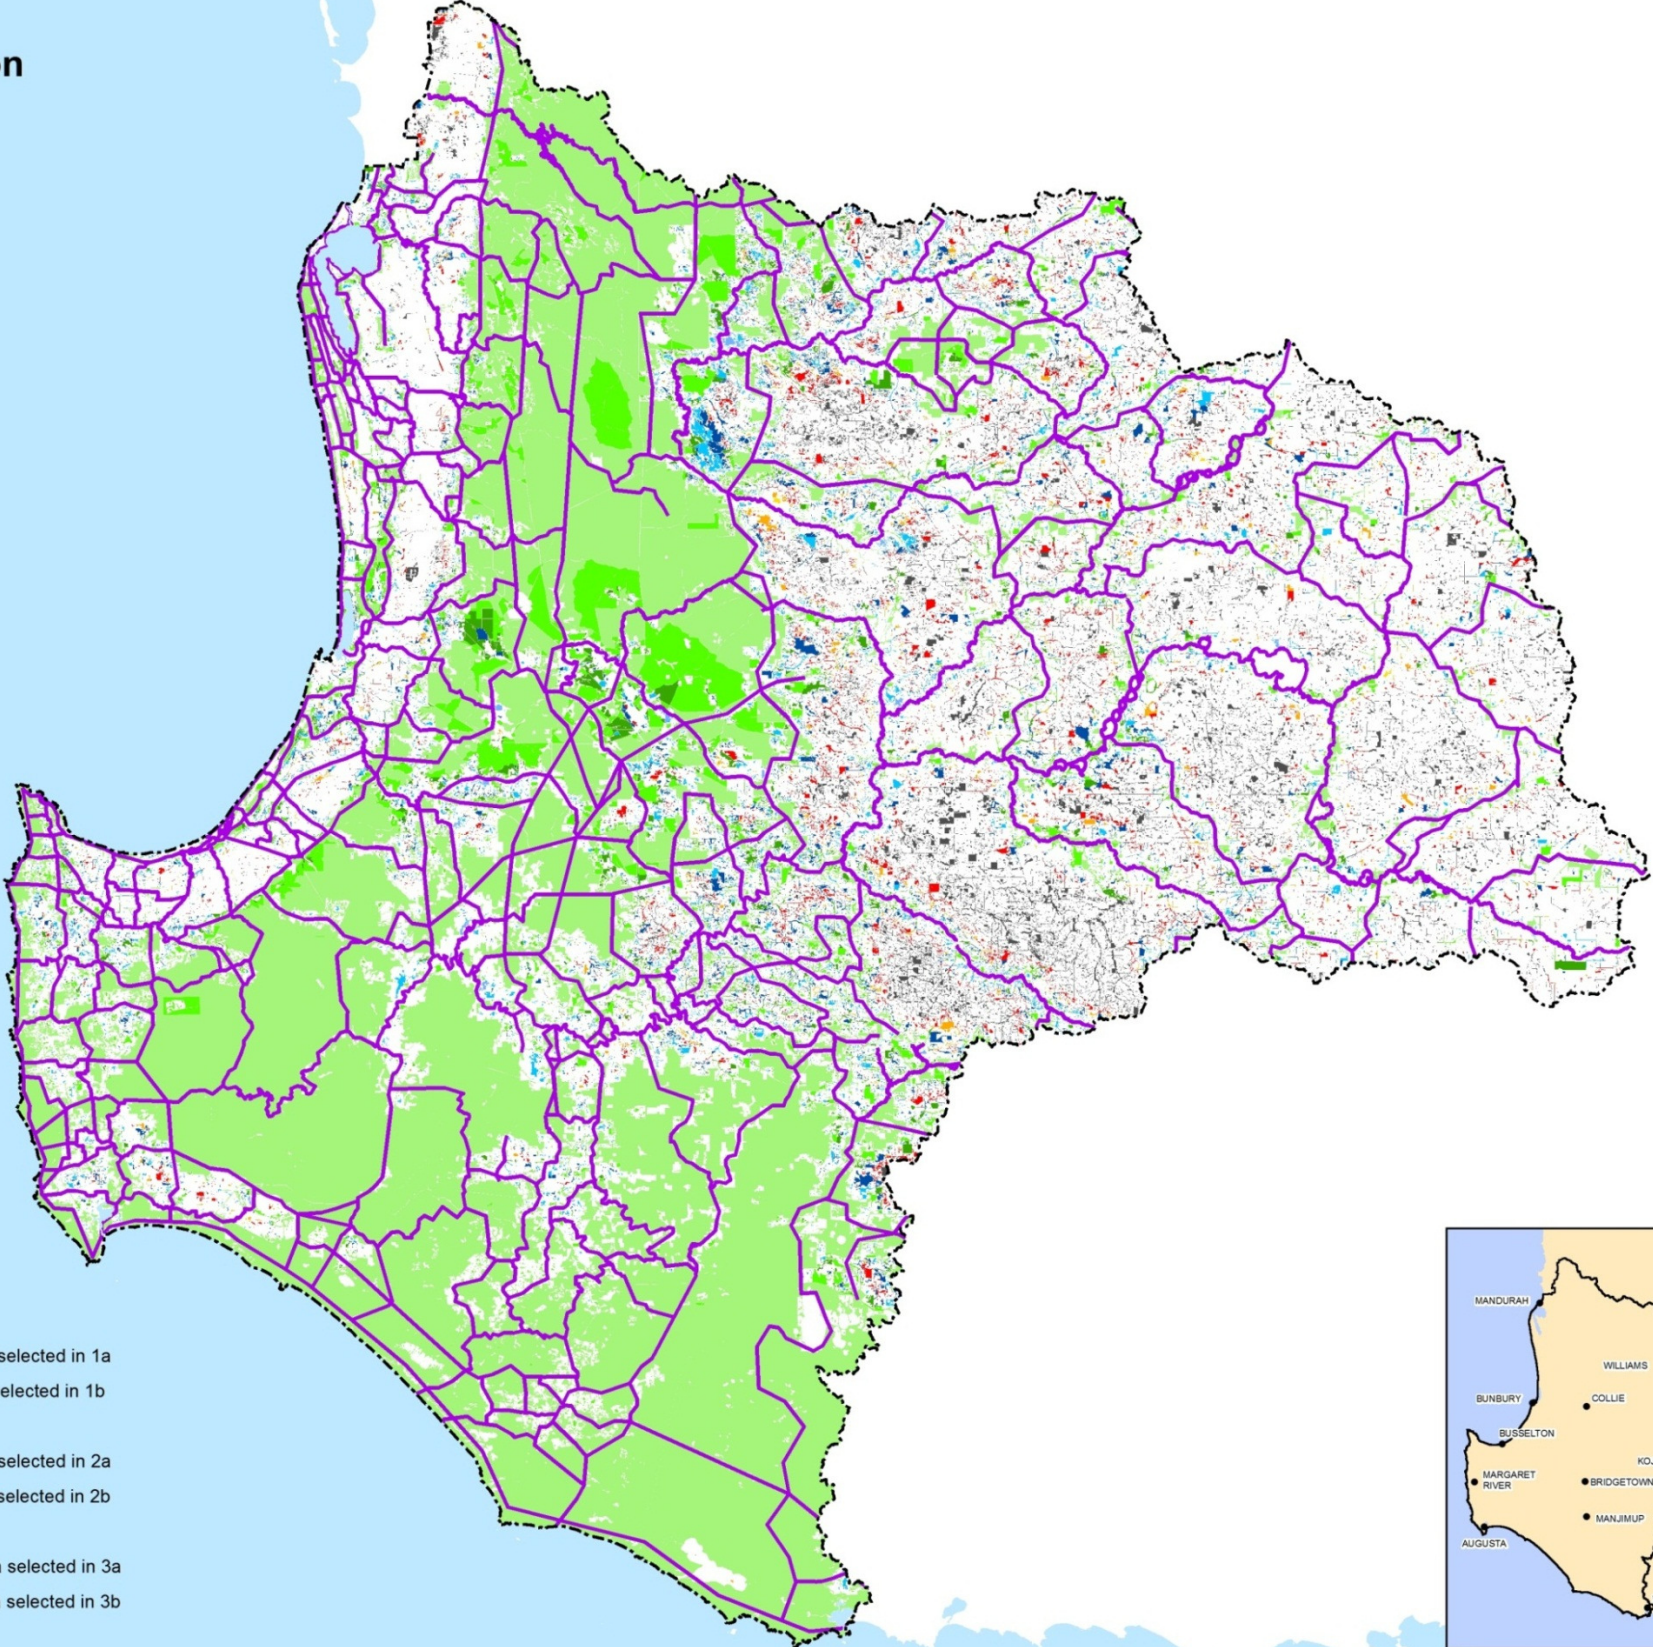 n
selected in 1a
elected in 1b
selected in 2a
selected in 2b
selected in 3a
selected in 3b
MANDURAH
WILLIAMS
BUNBURY
COLLIE
BUSSELTON
KOJ
MARGARET
RIVER
BRIDGETOWN
MANJIMUP
AUGUSTA